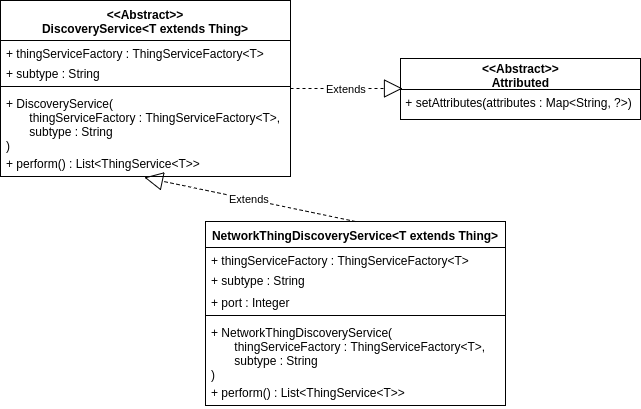 <<Abstract>>
DiscoveryService<T extends Thing>
+ thingServiceFactory : ThingServiceFactory<T>
+ subtype : String
+ DiscoveryService(
thingServiceFactory : ThingServiceFactory<T>,
subtype : String
)
+ perform() : List<ThingService<T>>
Extends
<<Abstract>>
Attributed
+ setAttributes(attributes : Map<String, ?>)
Extends
NetworkThingDiscoveryService<T extends Thing>
+ thingServiceFactory : ThingServiceFactory<T>
+ subtype : String
+ port : Integer
+ NetworkThingDiscoveryService(
thingServiceFactory : ThingServiceFactory<T>,
subtype : String
)
+ perform() : List<ThingService<T>>